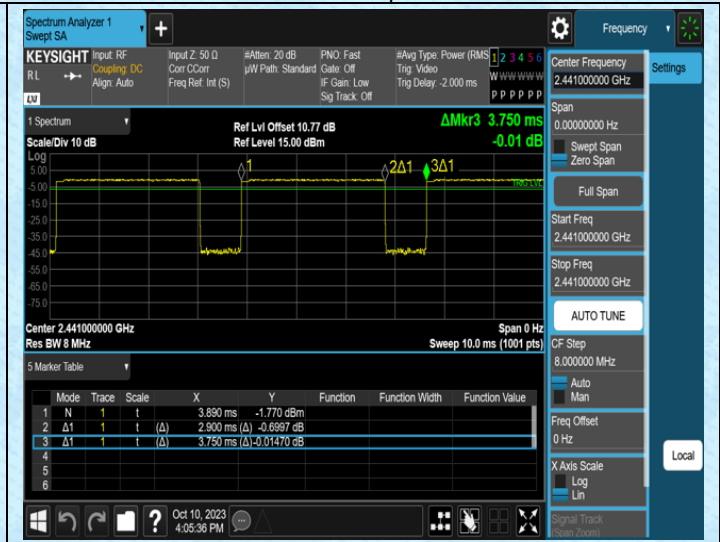 Spectrum Analyzer 1
Swept SA
+
Frequency
KEYSIGHT
RL
LXI
Input: RF
Coupling: DC
Align: Auto
Input Z: 50 Ω
Corr CCorr
Freq Ref: Int (S)
#Atten: 20 dB
µW Path: Standard
PNO: Fast
Gate: Off
IF Gain: Low
Sig Track: Off
#Avg Type: Power (RMS)
Trig: Video
Trig Delay: -2.000 ms
1 2 3 4 5 6
W W W W W W
P P P P P P
Center Frequency
2.441000000 GHz
Settings
1 Spectrum
Scale/Div 10 dB
Ref Lvl Offset 10.77 dB
Ref Level 15.00 dBm
ΔMkr3 3.750 ms
-0.01 dB
Log
5.00
-5.00
-15.0
-25.0
-35.0
-45.0
-55.0
-65.0
-75.0
1
2Δ1
3Δ1
TRIG LVL
Center 2.441000000 GHz
Res BW 8 MHz
Span 0 Hz
Sweep 10.0 ms (1001 pts)
5 Marker Table
Mode Trace Scale X Y Function Function Width Function Value
1 N 1 t 3.890 ms -1.770 dBm
2 Δ1 1 t (Δ) 2.900 ms (Δ) -0.6997 dB
3 Δ1 1 t (Δ) 3.750 ms (Δ) -0.01470 dB
4
5
6
Span
0.00000000 Hz
Swept Span
Zero Span
Full Span
Start Freq
2.441000000 GHz
Stop Freq
2.441000000 GHz
AUTO TUNE
CF Step
8.000000 MHz
Auto
Man
Freq Offset
0 Hz
X Axis Scale
Log
Lin
Signal Track
(Span Zoom)
Local
?
Oct 10, 2023
4:05:36 PM